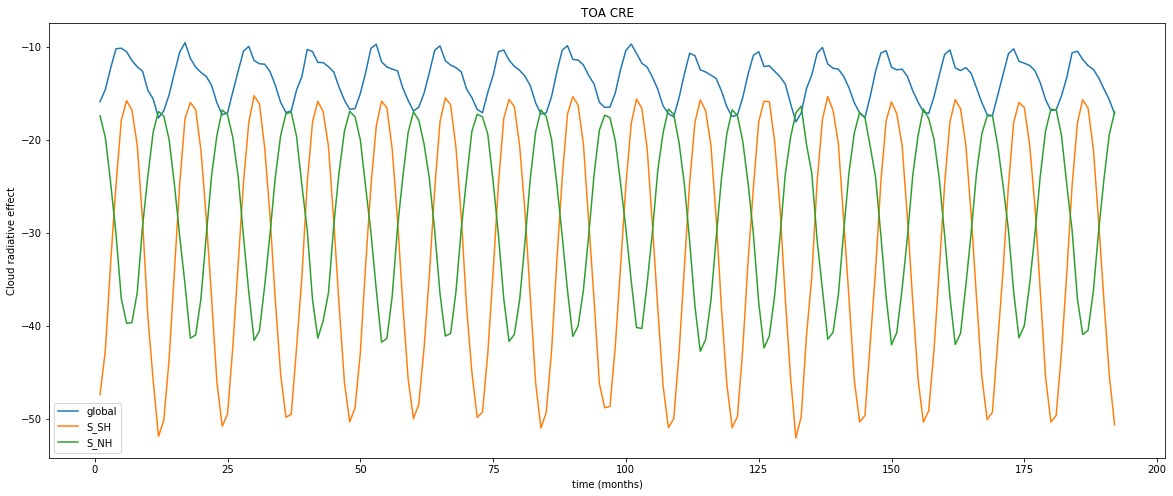 TOA CRE
Cloud radiative effect
−10
−20
−30
−40
−50
global
S_SH
S_NH
0
25
50
75
100
125
150
175
200
time (months)